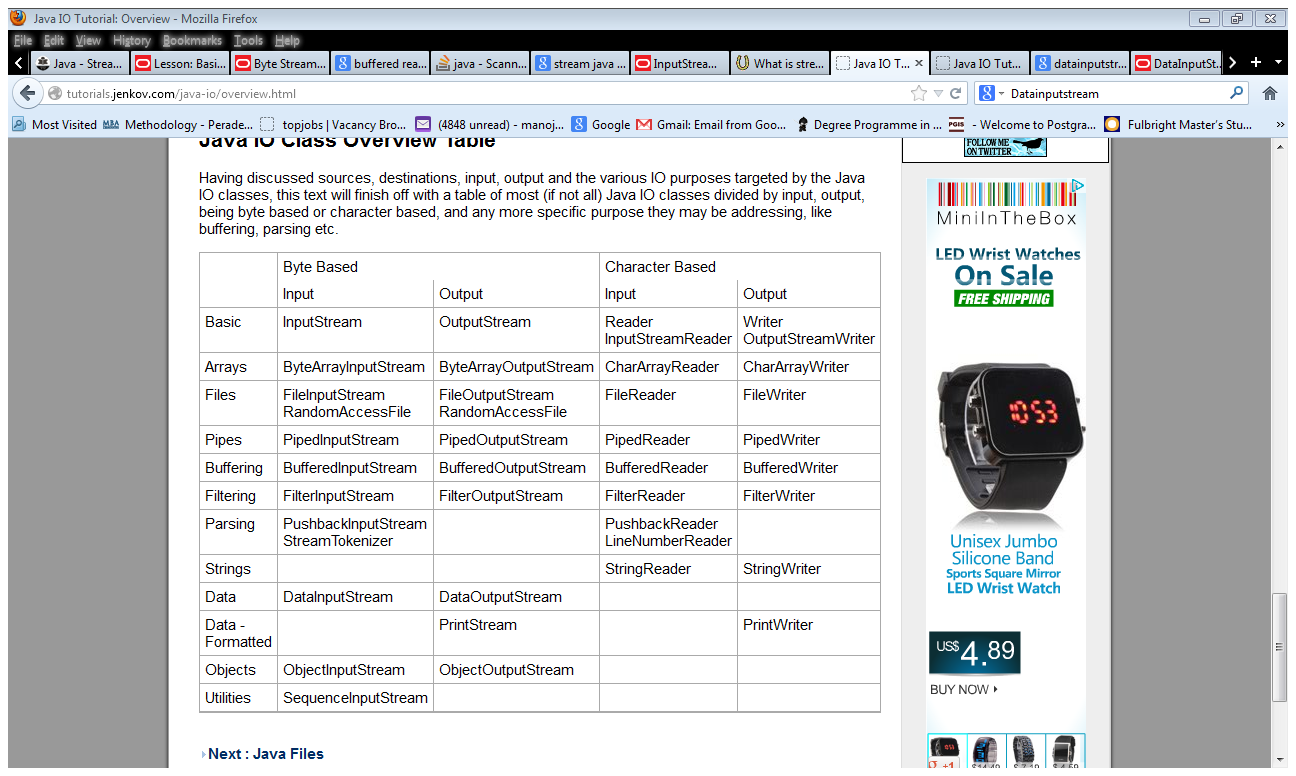 Java IO Tutorial: Overview - Mozilla Firefox
File Edit View History Bookmarks Tools Help
Java - Strea... Lesson: Basi... Byte Stream... buffered rea... java - Scann... stream java ... InputStrea... What is stre... Java IO T... Java IO Tut... datainputstr... DataInputSt...
tutorials.jenkov.com/java-io/overview.html
Datainputstream
Most Visited MBA Methodology - Perade... topjobs | Vacancy Bro... (4848 unread) - manoj... Google Gmail: Email from Goo... Degree Programme in ... PGIS - Welcome to Postgra... Fulbright Master's Stu...
Java IO Class Overview Table
Having discussed sources, destinations, input, output and the various IO purposes targeted by the Java
IO classes, this text will finish off with a table of most (if not all) Java IO classes divided by input, output,
being byte based or character based, and any more specific purpose they may be addressing, like
buffering, parsing etc.
Byte Based Character Based
Input Output Input Output
Basic InputStream OutputStream Reader Writer
InputStreamReader OutputStreamWriter
Arrays ByteArrayInputStream ByteArrayOutputStream CharArrayReader CharArrayWriter
Files FileInputStream FileOutputStream FileReader FileWriter
RandomAccessFile RandomAccessFile
Pipes PipedInputStream PipedOutputStream PipedReader PipedWriter
Buffering BufferedInputStream BufferedOutputStream BufferedReader BufferedWriter
Filtering FilterInputStream FilterOutputStream FilterReader FilterWriter
Parsing PushbackInputStream PushbackReader
StreamTokenizer LineNumberReader
Strings StringReader StringWriter
Data DataInputStream DataOutputStream
Data - PrintStream PrintWriter
Formatted
Objects ObjectInputStream ObjectOutputStream
Utilities SequenceInputStream
Next : Java Files
FOLLOW ME
ON TWITTER
MiniInTheBox
LED Wrist Watches
On Sale
FREE SHIPPING
10:53
Unisex Jumbo
Silicone Band
Sports Square Mirror
LED Wrist Watch
US$ 4.89
BUY NOW
+1